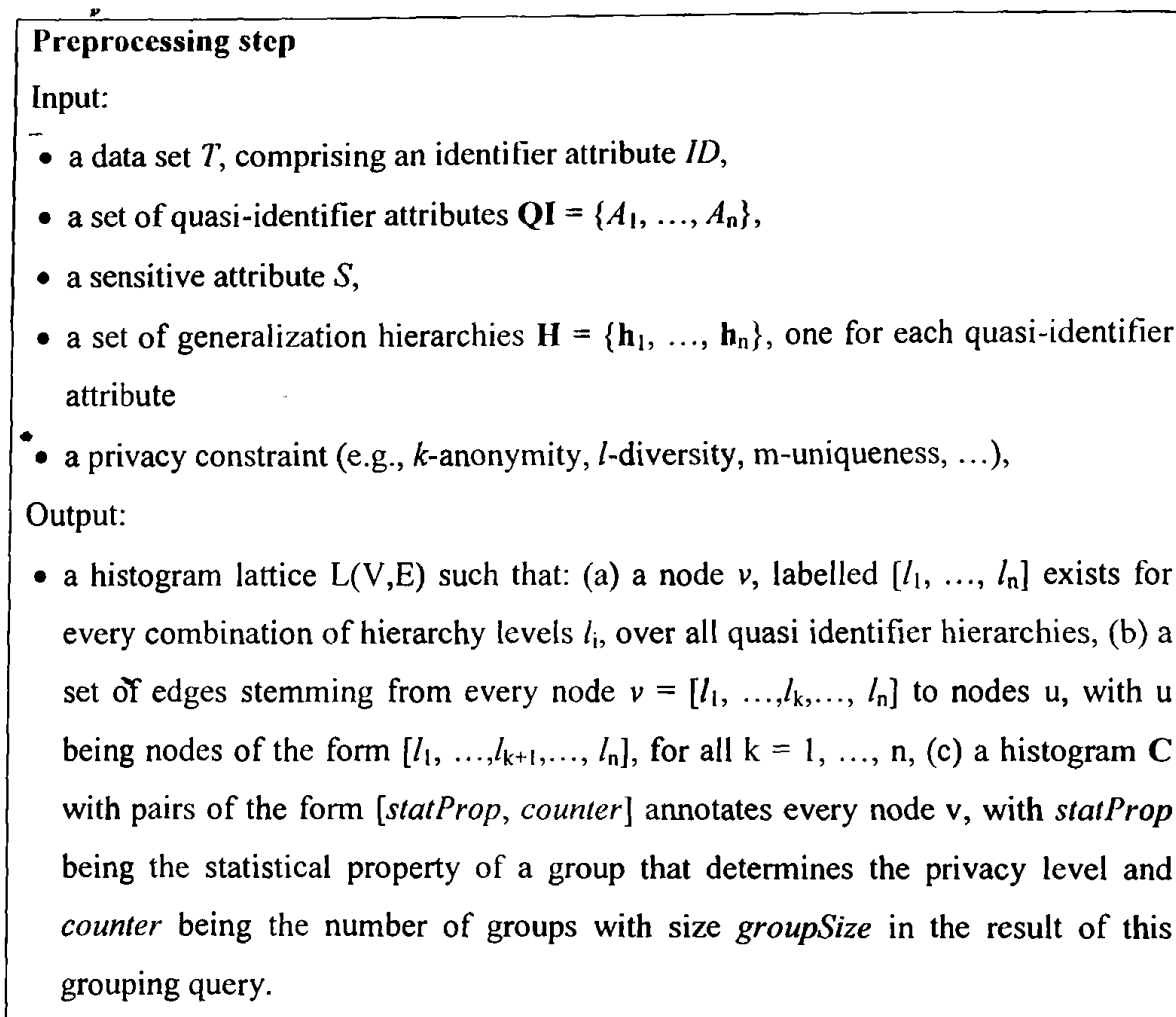 Preprocessing step
Input:
• a data set T, comprising an identifier attribute ID,
• a set of quasi-identifier attributes QI = {A1, …, An},
• a sensitive attribute S,
• a set of generalization hierarchies H = {h1, …, hn}, one for each quasi-identifier
attribute
• a privacy constraint (e.g., k-anonymity, l-diversity, m-uniqueness, …),
Output:
• a histogram lattice L(V,E) such that: (a) a node v, labelled [l1, …, ln] exists for
every combination of hierarchy levels li, over all quasi identifier hierarchies, (b) a
set of edges stemming from every node v = [l1, …,lk,…, ln] to nodes u, with u
being nodes of the form [l1, …,lk+1,…, ln], for all k = 1, …, n, (c) a histogram C
with pairs of the form [statProp, counter] annotates every node v, with statProp
being the statistical property of a group that determines the privacy level and
counter being the number of groups with size groupSize in the result of this
grouping query.